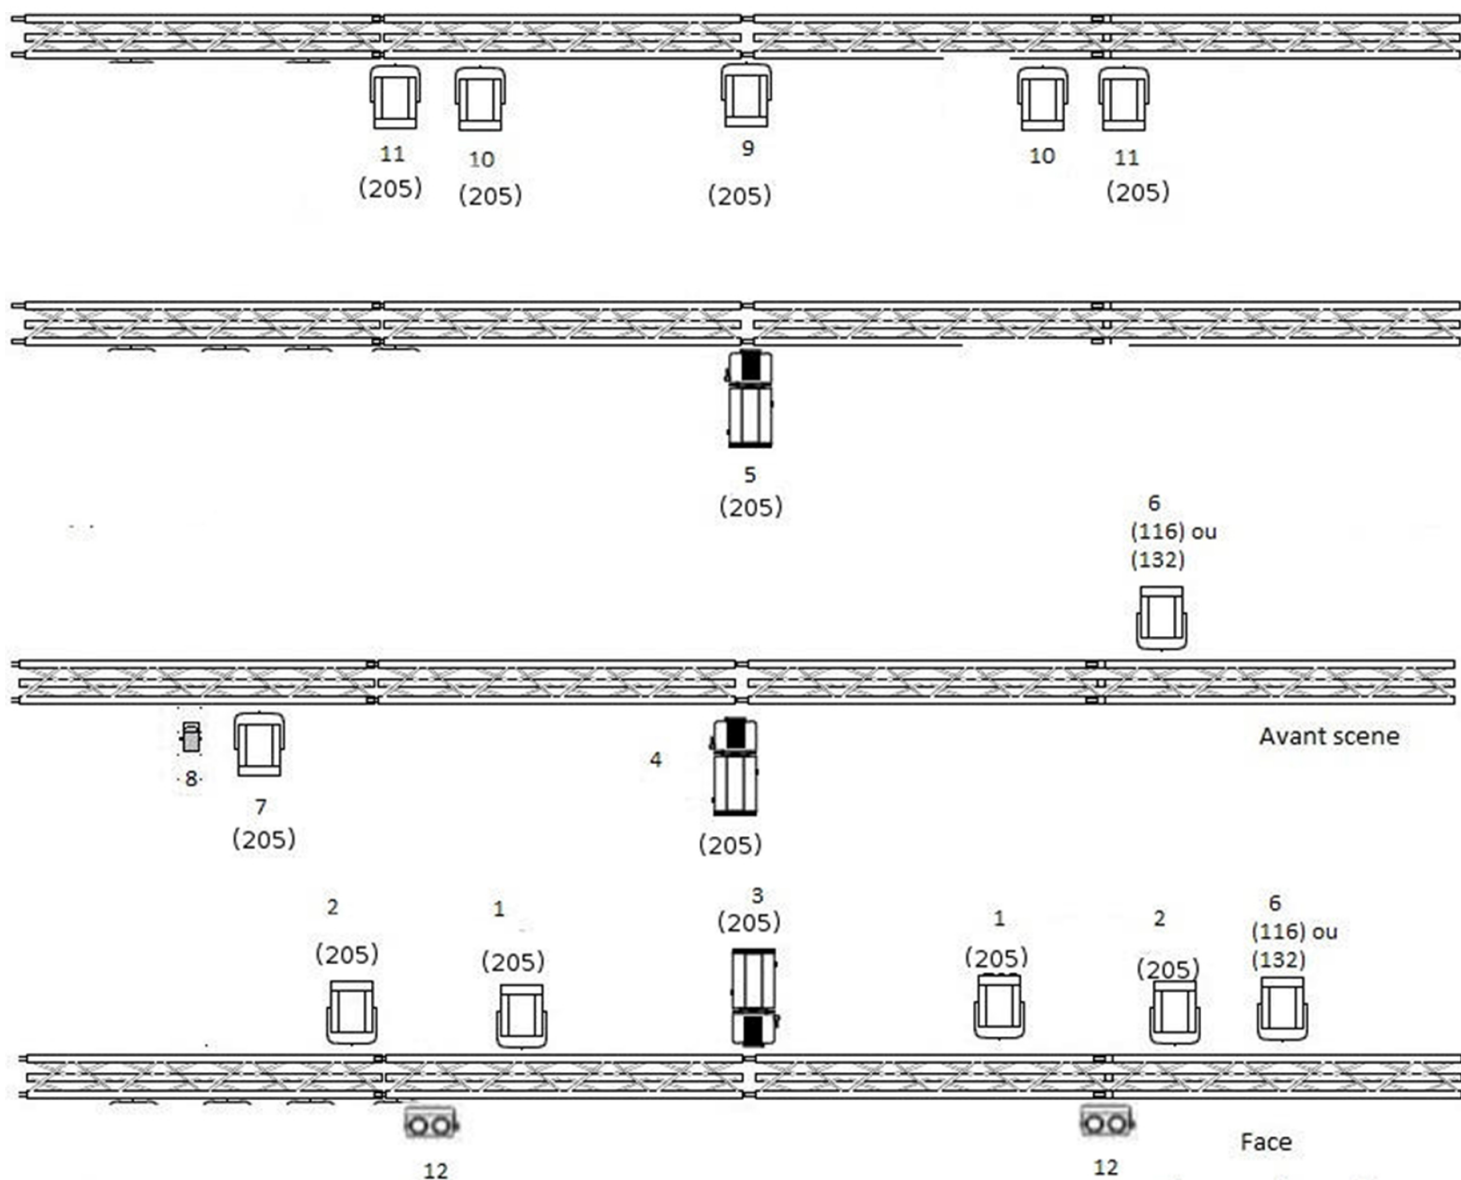 11 10 9 10 11
(205) (205) (205) (205)
5
(205)
6
(116) ou
(132)
Avant scene
4
8
7
(205) (205)
2 1 3 1 2 6
(205) (205) (205) (205) (205) (116) ou
(132)
Face
12 12